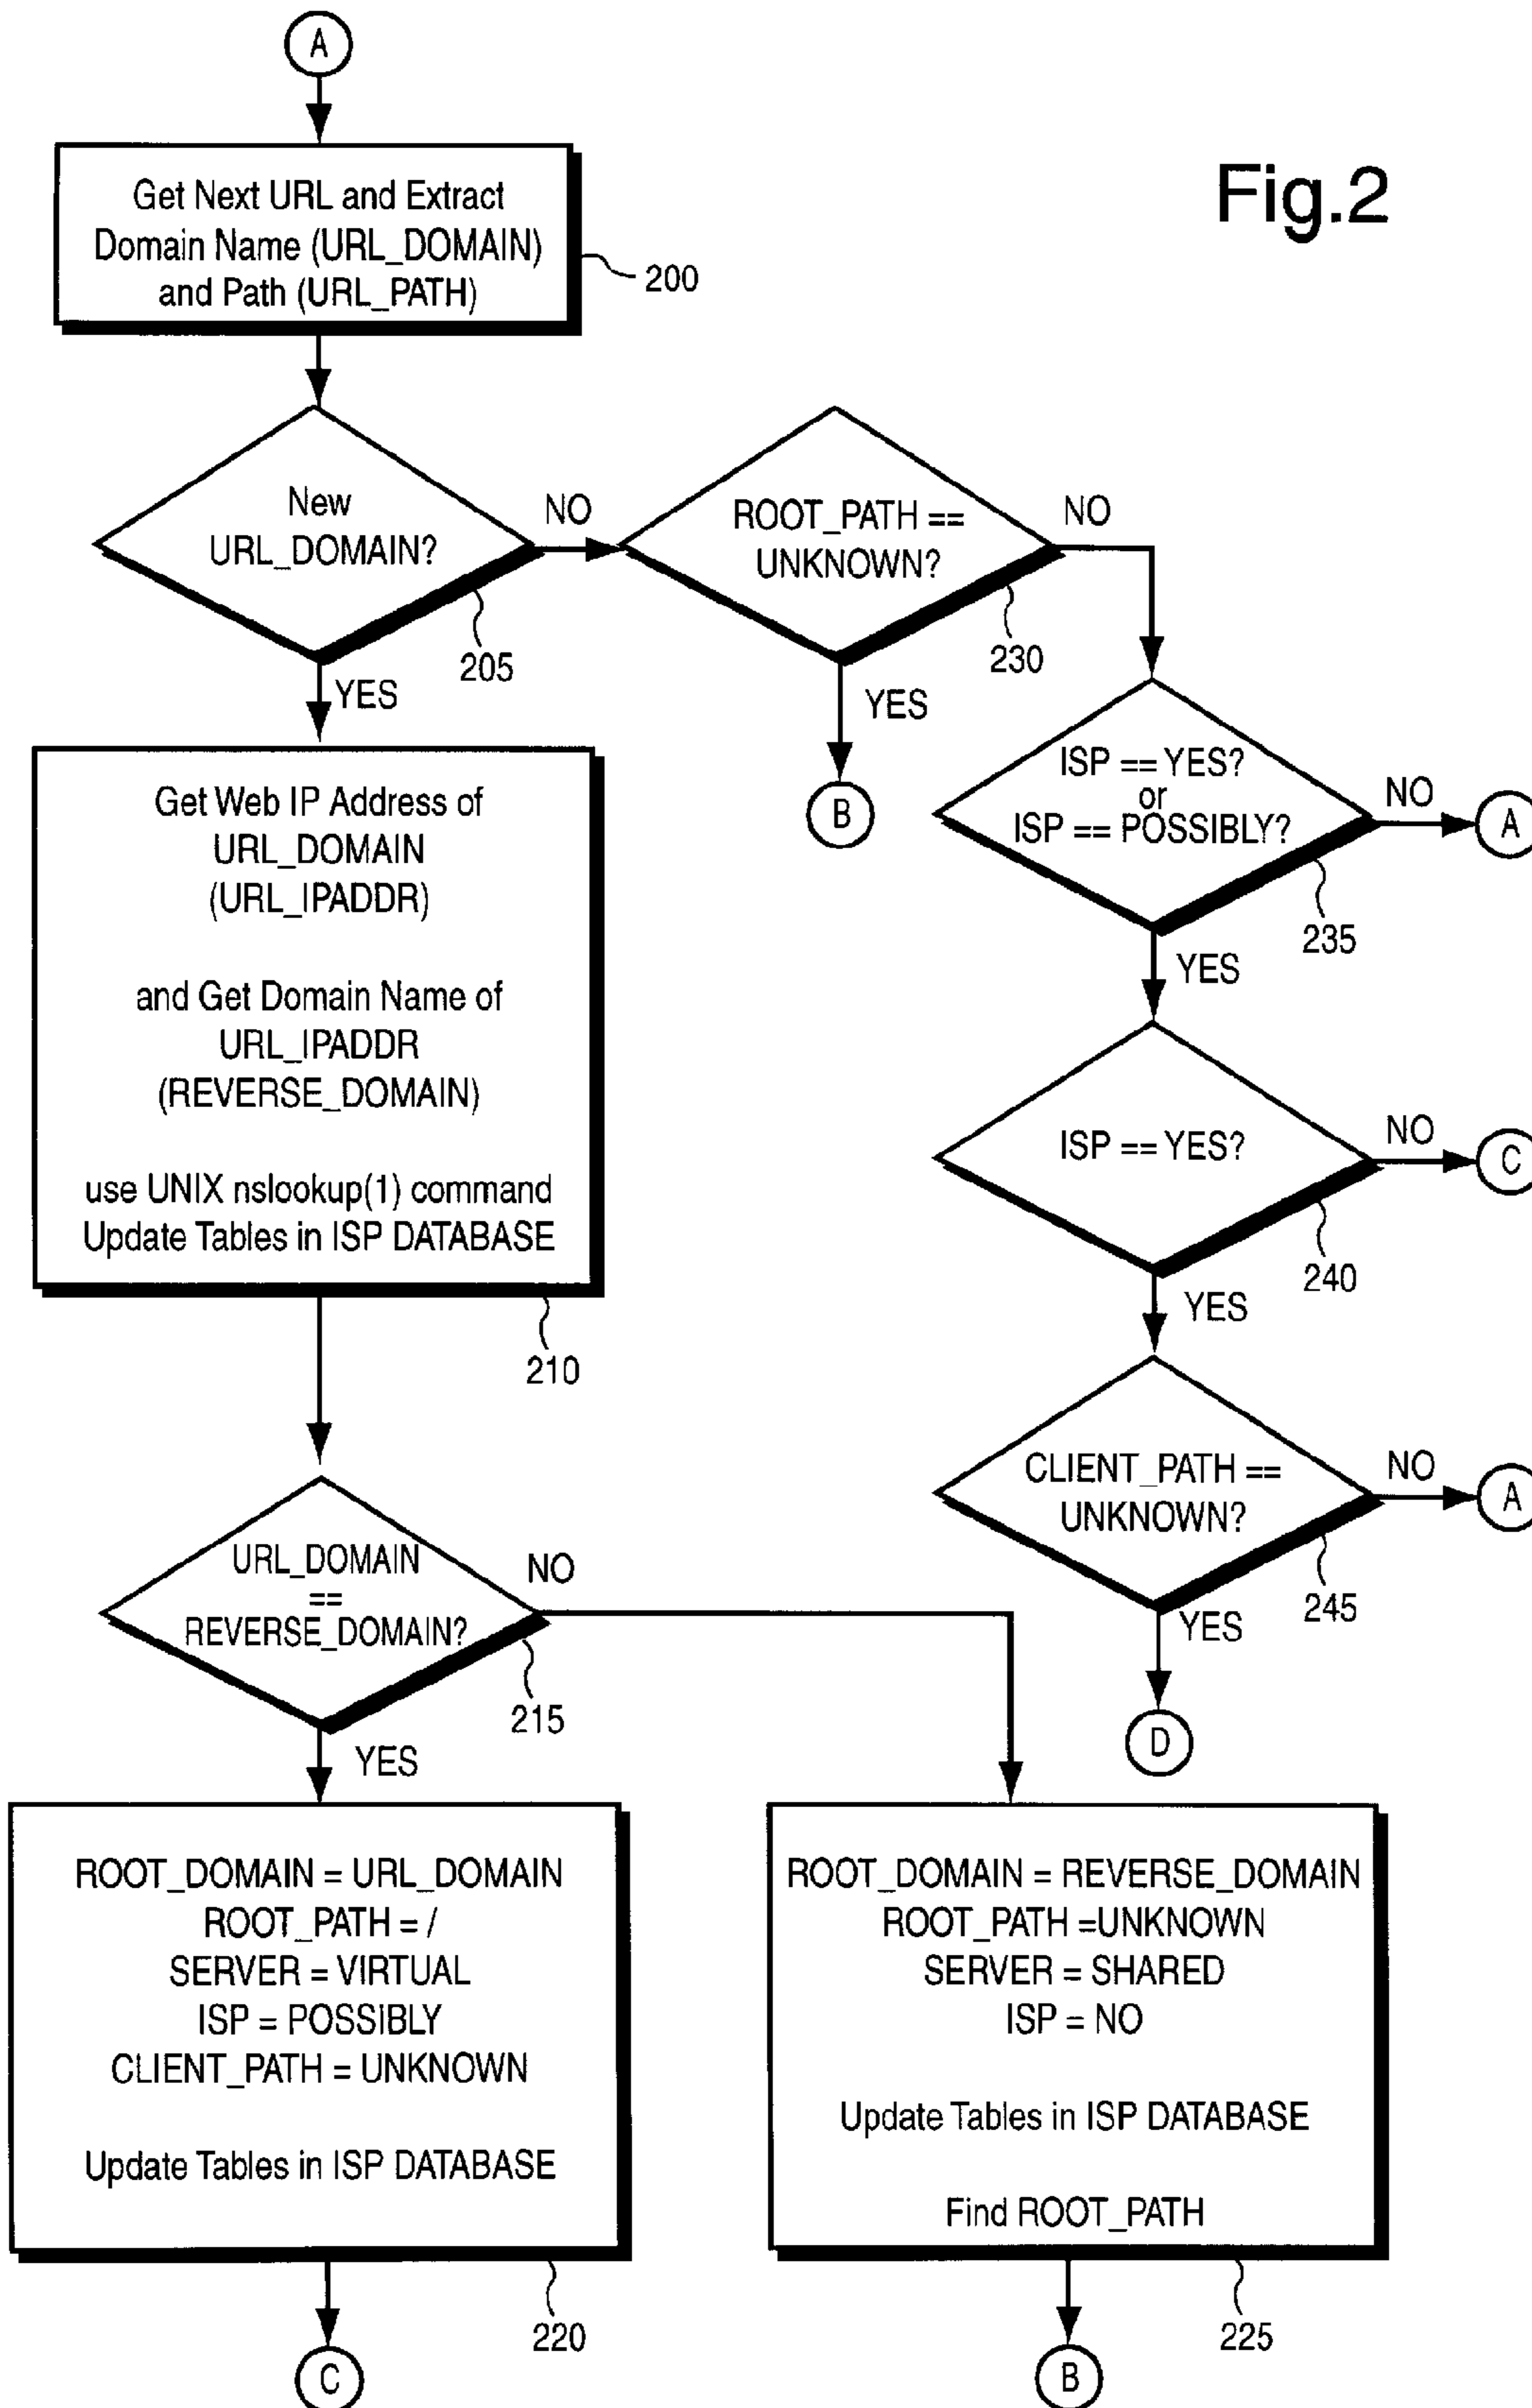 A
Fig.2
Get Next URL and Extract
Domain Name (URL_DOMAIN)
and Path (URL_PATH)
200
New
URL_DOMAIN?
NO
205
YES
ROOT_PATH ==
UNKNOWN?
NO
230
YES
B
ISP == YES?
or
ISP == POSSIBLY?
NO
A
235
YES
Get Web IP Address of
URL_DOMAIN
(URL_IPADDR)
and Get Domain Name of
URL_IPADDR
(REVERSE_DOMAIN)
use UNIX nslookup(1) command
Update Tables in ISP DATABASE
210
ISP == YES?
NO
C
240
YES
CLIENT_PATH ==
UNKNOWN?
NO
A
245
YES
D
URL_DOMAIN
==
REVERSE_DOMAIN?
NO
215
YES
ROOT_DOMAIN = URL_DOMAIN
ROOT_PATH = /
SERVER = VIRTUAL
ISP = POSSIBLY
CLIENT_PATH = UNKNOWN
Update Tables in ISP DATABASE
220
C
ROOT_DOMAIN = REVERSE_DOMAIN
ROOT_PATH =UNKNOWN
SERVER = SHARED
ISP = NO
Update Tables in ISP DATABASE
Find ROOT_PATH
225
B